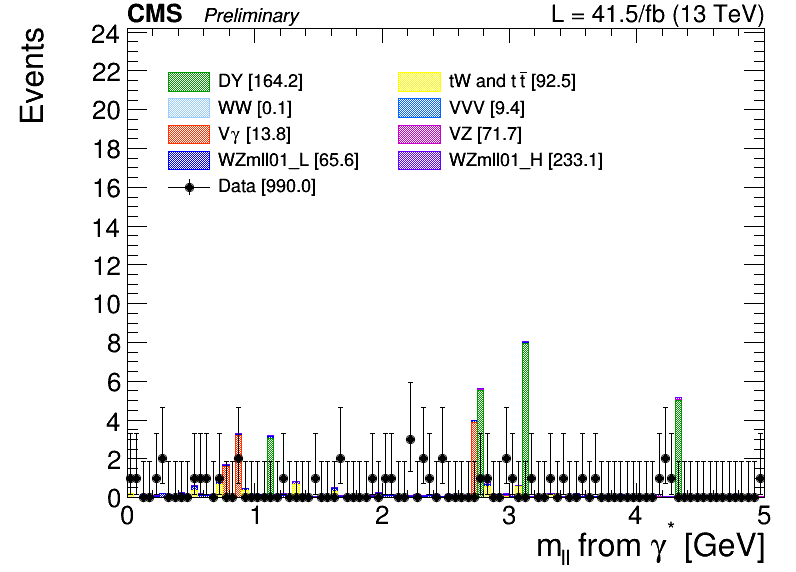 CMS Preliminary L = 41.5/fb (13 TeV)
Events
24
22
20
18
16
14
12
10
8
6
4
2
0
DY [164.2] tW and tt̅ [92.5]
WW [0.1] VVV [9.4]
Vγ [13.8] VZ [71.7]
WZmll01_L [65.6] WZmll01_H [233.1]
Data [990.0]
0 1 2 3 4 5
m_ll from γ* [GeV]